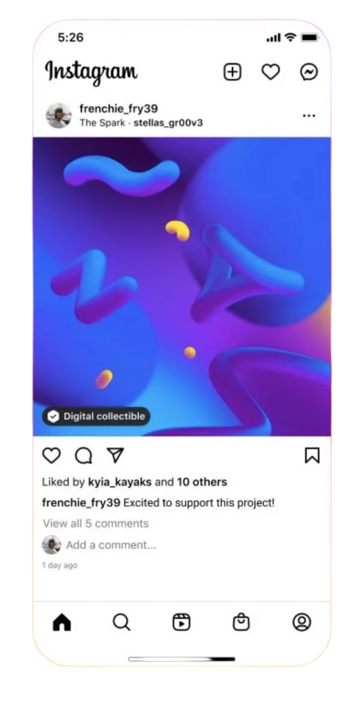 5:26
Instagram
frenchie_fry39
The Spark · stellas_gr00v3
Digital collectible
Liked by kyia_kayaks and 10 others
frenchie_fry39 Excited to support this project!
View all 5 comments
Add a comment...
1 day ago